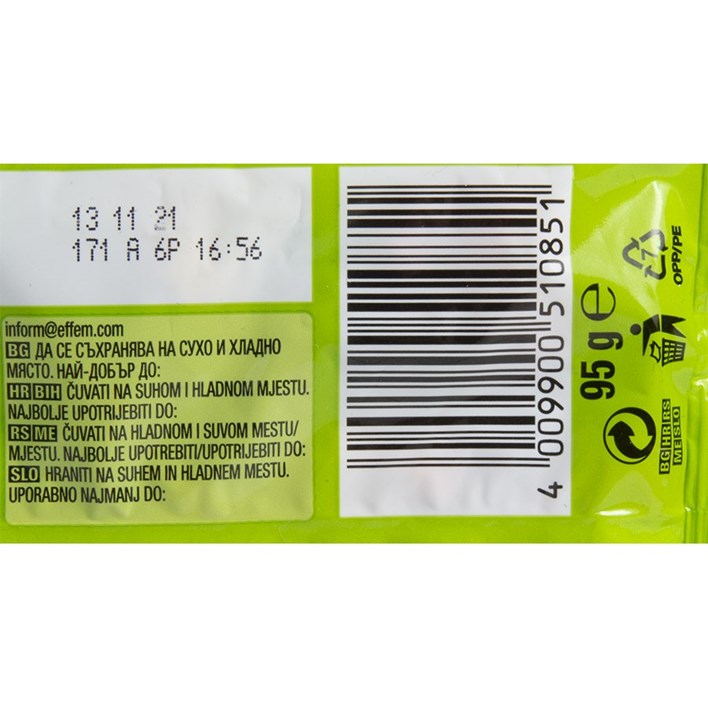 13 11 21
171 A 6P 16:56
inform@effem.com
BG ДА СЕ СЪХРАНЯВА НА СУХО И ХЛАДНО
МЯСТО. НАЙ-ДОБЪР ДО:
HR BIH ČUVATI NA SUHOM I HLADNOM MJESTU.
NAJBOLJE UPOTRIJEBITI DO:
RS ME ČUVATI NA HLADNOM I SUVOM MESTU/
MJESTU. NAJBOLJE UPOTREBITI/UPOTRIJEBITI DO:
SLO HRANITI NA SUHEM IN HLADNEM MESTU.
UPORABNO NAJMANJ DO:
4 009900 510851
95 g e
OPP/PE
BG HR RS
ME SLO